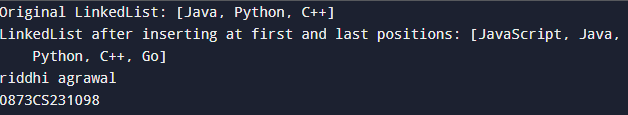 Original LinkedList: [Java, Python, C++]
LinkedList after inserting at first and last positions: [JavaScript, Java,
Python, C++, Go]
riddhi agrawal
0873CS231098